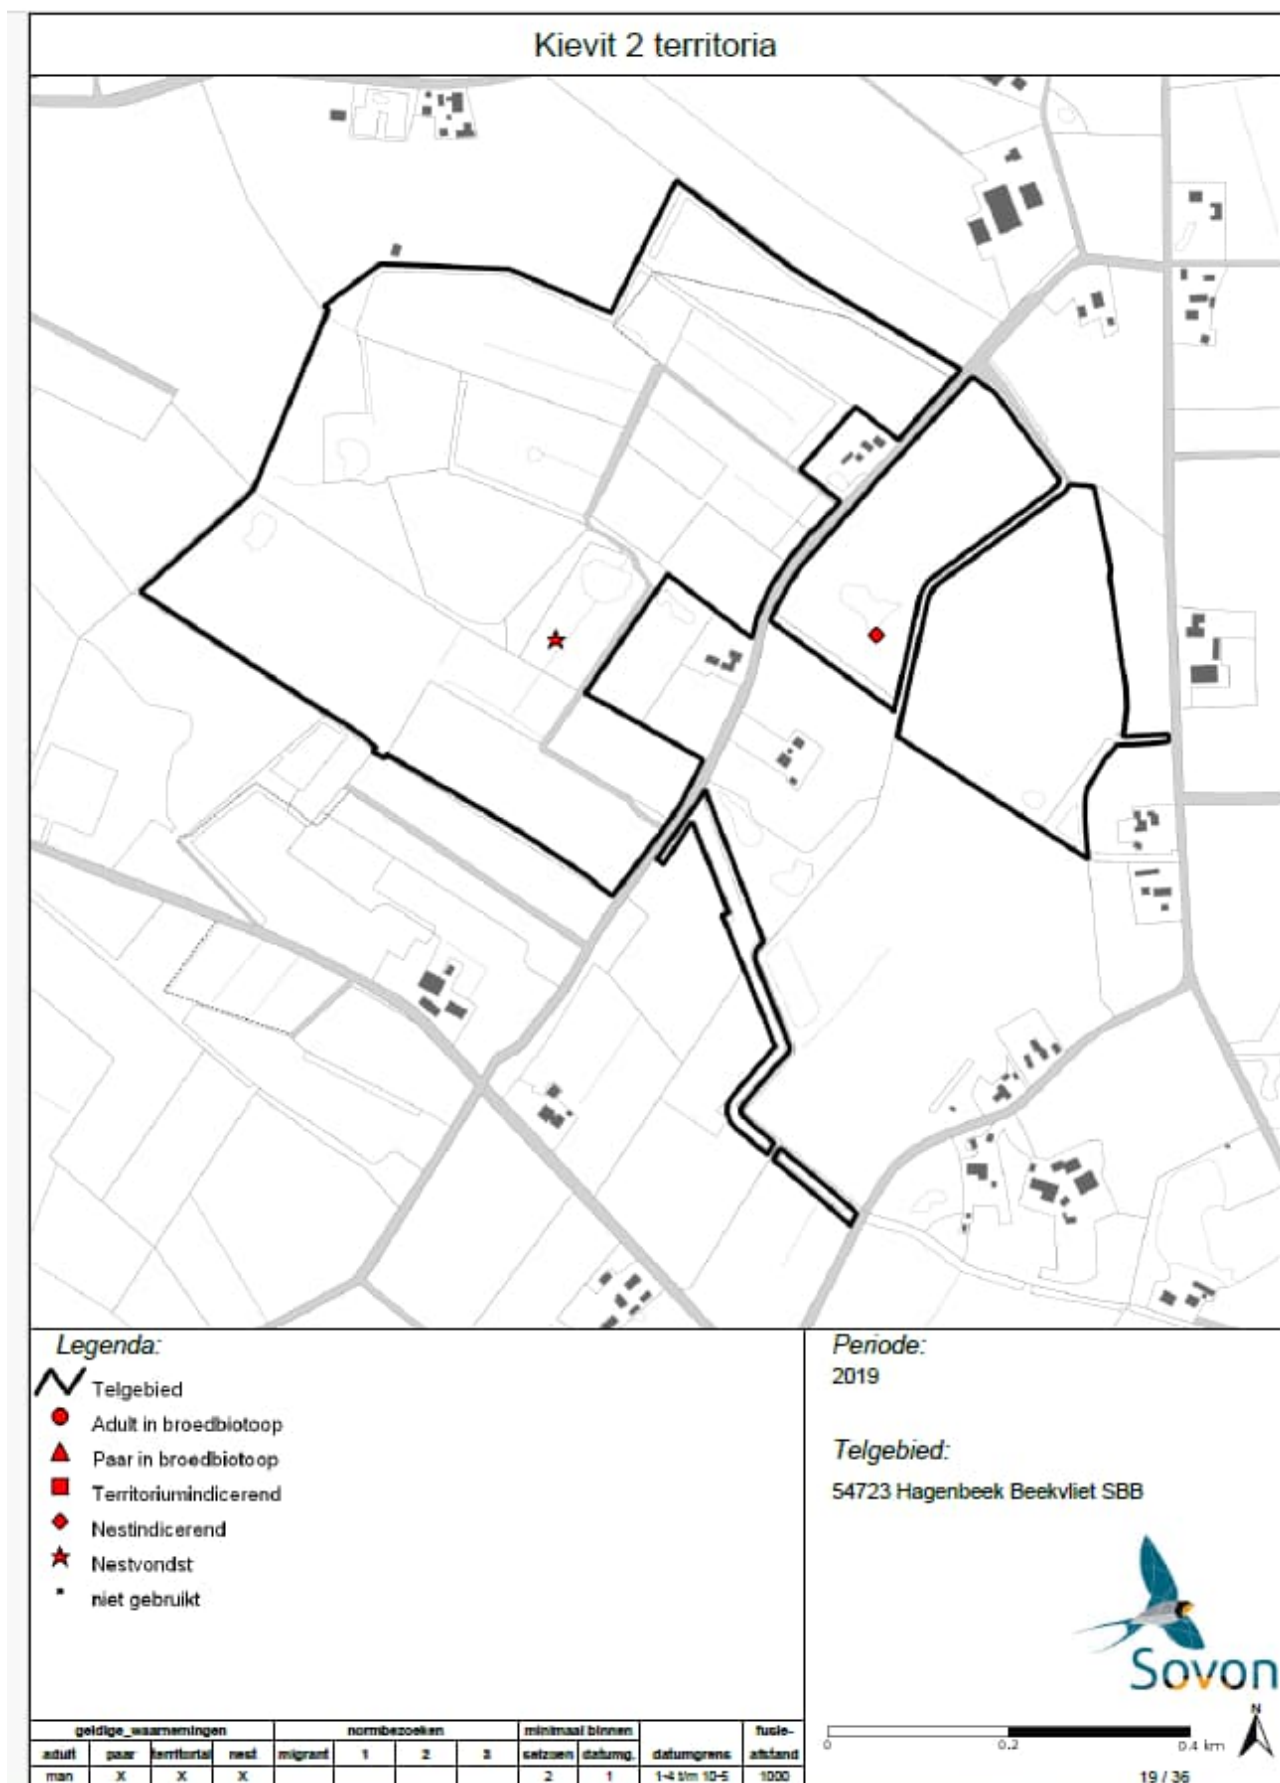 Kievit 2 territoria
Legenda:
Telgebied
Adult in broedbiotoop
Paar in broedbiotoop
Territoriumindicerend
Nestindicerend
Nestvondst
niet gebruikt
Periode:
2019
Telgebied:
54723 Hagenbeek Beekvliet SBB
Sovon
geldige_waarnemingen normbezoeken minimaal binnen fusie-
adult paar territoriaal nest migrant 1 2 3 seizoen datumg. datumgrens afstand
man X X X 2 1 1-4 t/m 10-5 1000
N
0 0.2 0.4 km
19 / 36